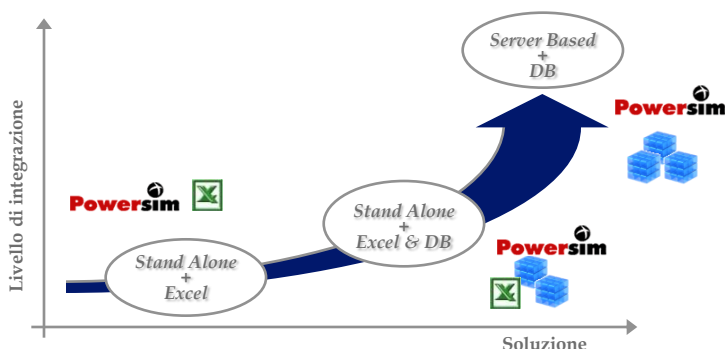 Server Based
+
DB
Powersim
Livello di integrazione
Powersim
Stand Alone
+
Excel & DB
Powersim
Stand Alone
+
Excel
Soluzione